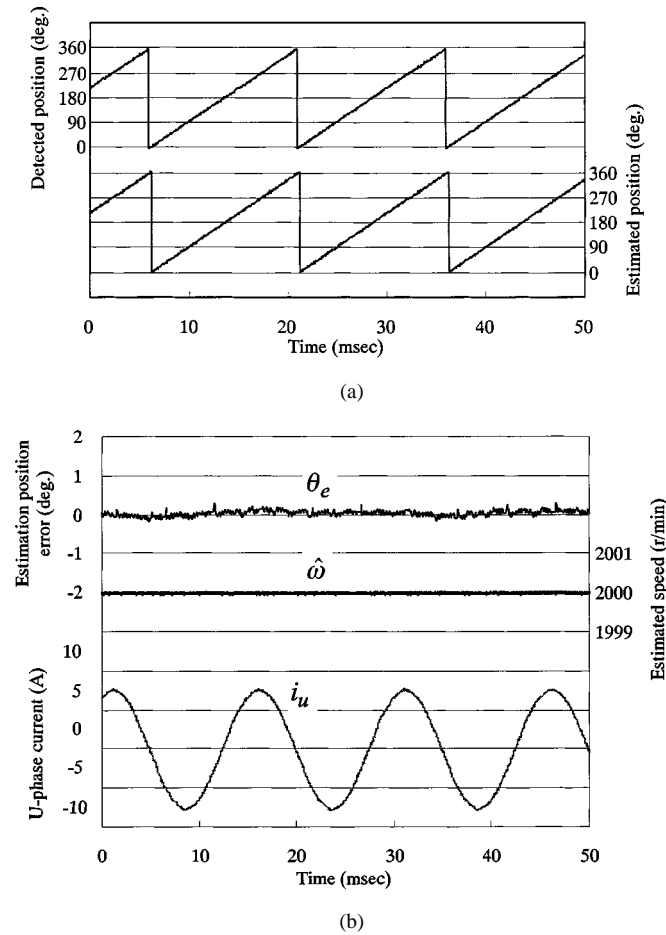 Detected position (deg.)
360
270
180
90
0
360
270
180
90
0
Estimated position (deg.)
0
10
20
30
40
50
Time (msec)
(a)
Estimation position
error (deg.)
2
1
0
-1
-2
θe
ω̂
2001
2000
1999
Estimated speed (r/min)
U-phase current (A)
10
5
0
-5
-10
iu
0
10
20
30
40
50
Time (msec)
(b)